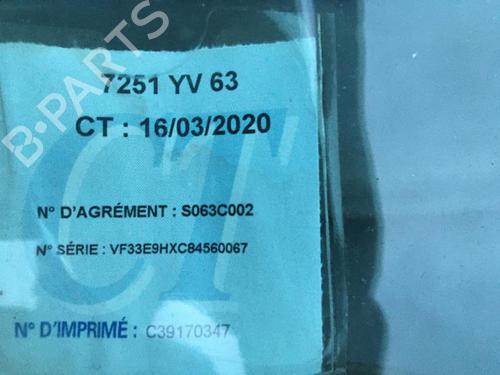 7251 YV 63
CT : 16/03/2020
CT
N° D'AGRÉMENT : S063C002
N° SÉRIE : VF33E9HXC84560067
N° D'IMPRIMÉ : C39170347
B-PARTS